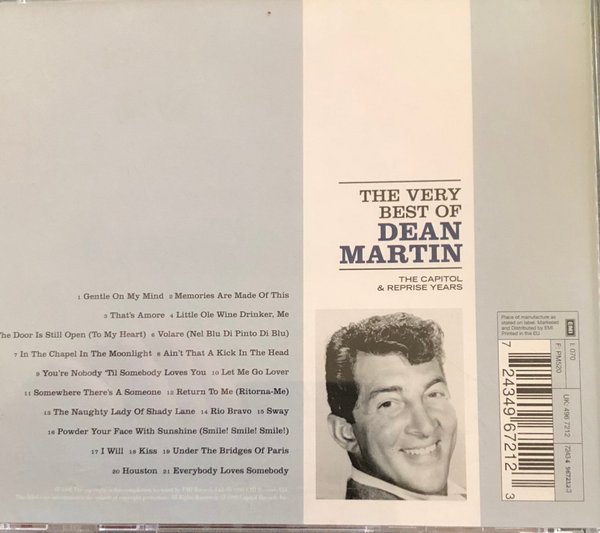 THE VERY
BEST OF
DEAN
MARTIN
THE CAPITOL
& REPRISE YEARS
1 Gentle On My Mind 2 Memories Are Made Of This
3 That's Amore 4 Little Ole Wine Drinker, Me
The Door Is Still Open (To My Heart) 6 Volare (Nel Blu Di Pinto Di Blu)
7 In The Chapel In The Moonlight 8 Ain't That A Kick In The Head
9 You're Nobody 'Til Somebody Loves You 10 Let Me Go Lover
11 Somewhere There's A Someone 12 Return To Me (Ritorna-Me)
13 The Naughty Lady Of Shady Lane 14 Rio Bravo 15 Sway
16 Powder Your Face With Sunshine (Smile! Smile! Smile!)
17 I Will 18 Kiss 19 Under The Bridges Of Paris
20 Houston 21 Everybody Loves Somebody
Place of manufacture as
stated on label. Marketed
and Distributed by EMI
Printed in the EU
EMI
F: PM520
UK: 496 7212
7 24349 67212 3